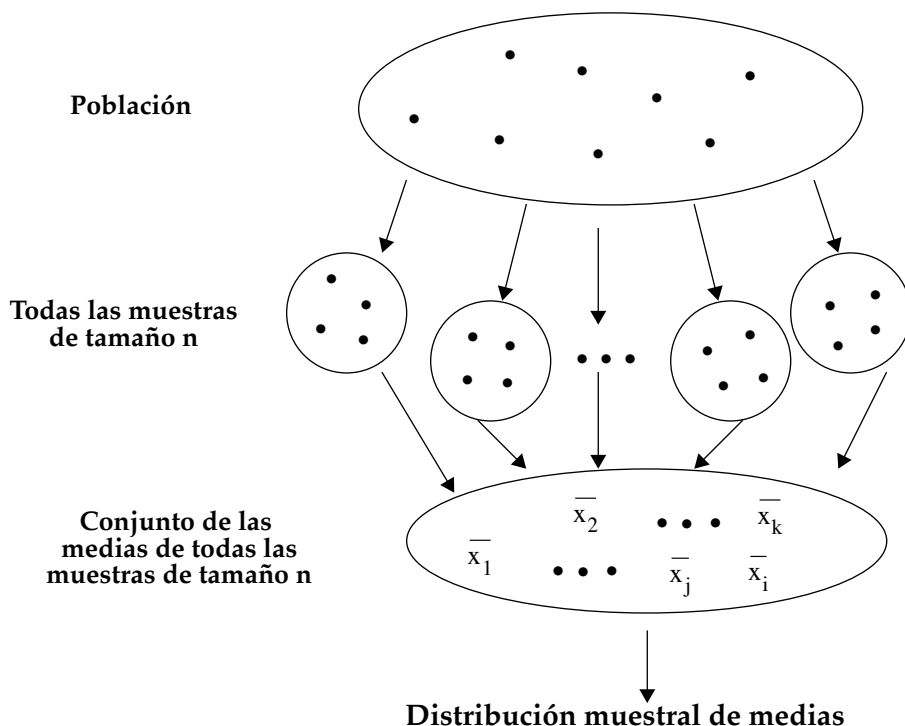 Población
Todas las muestras
de tamaño n
Conjunto de las
medias de todas las
muestras de tamaño n
x̅₂ • • • x̅ₖ
x̅₁ • • • x̅ⱼ x̅ᵢ
Distribución muestral de medias